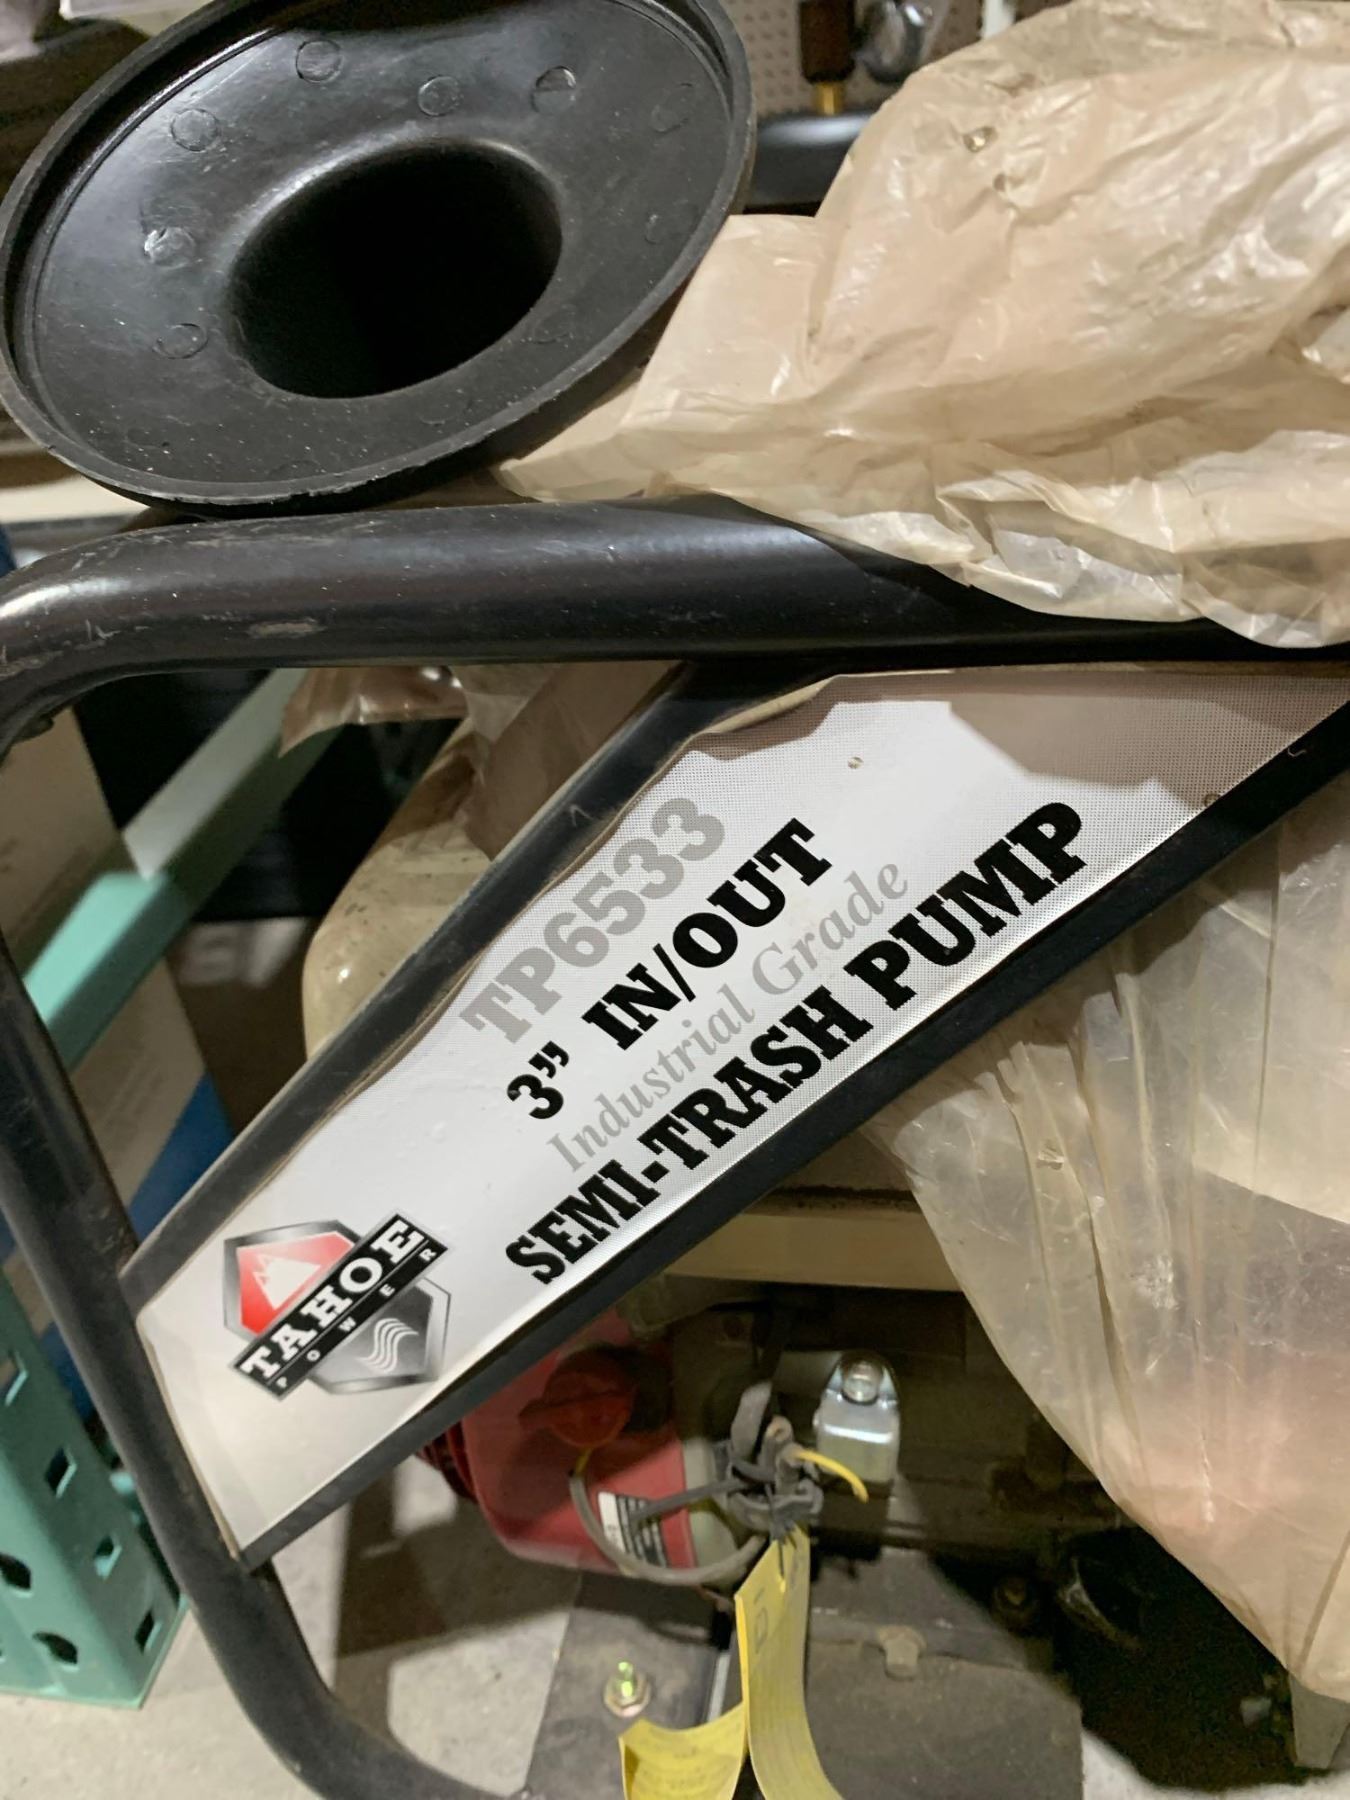 TP6533
3” IN/OUT
Industrial Grade
SEMI-TRASH PUMP
TAHOE
POWER